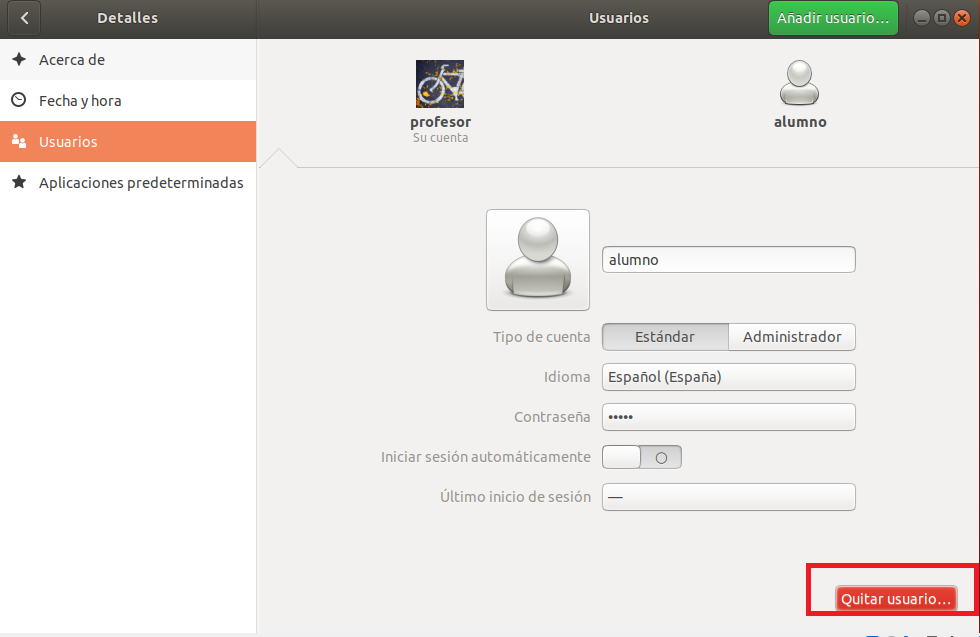 Detalles
Usuarios
Añadir usuario...
Acerca de
Fecha y hora
Usuarios
Aplicaciones predeterminadas
profesor
Su cuenta
alumno
alumno
Tipo de cuenta
Estándar
Administrador
Idioma
Español (España)
Contraseña
•••••
Iniciar sesión automáticamente
Último inicio de sesión
—
Quitar usuario...